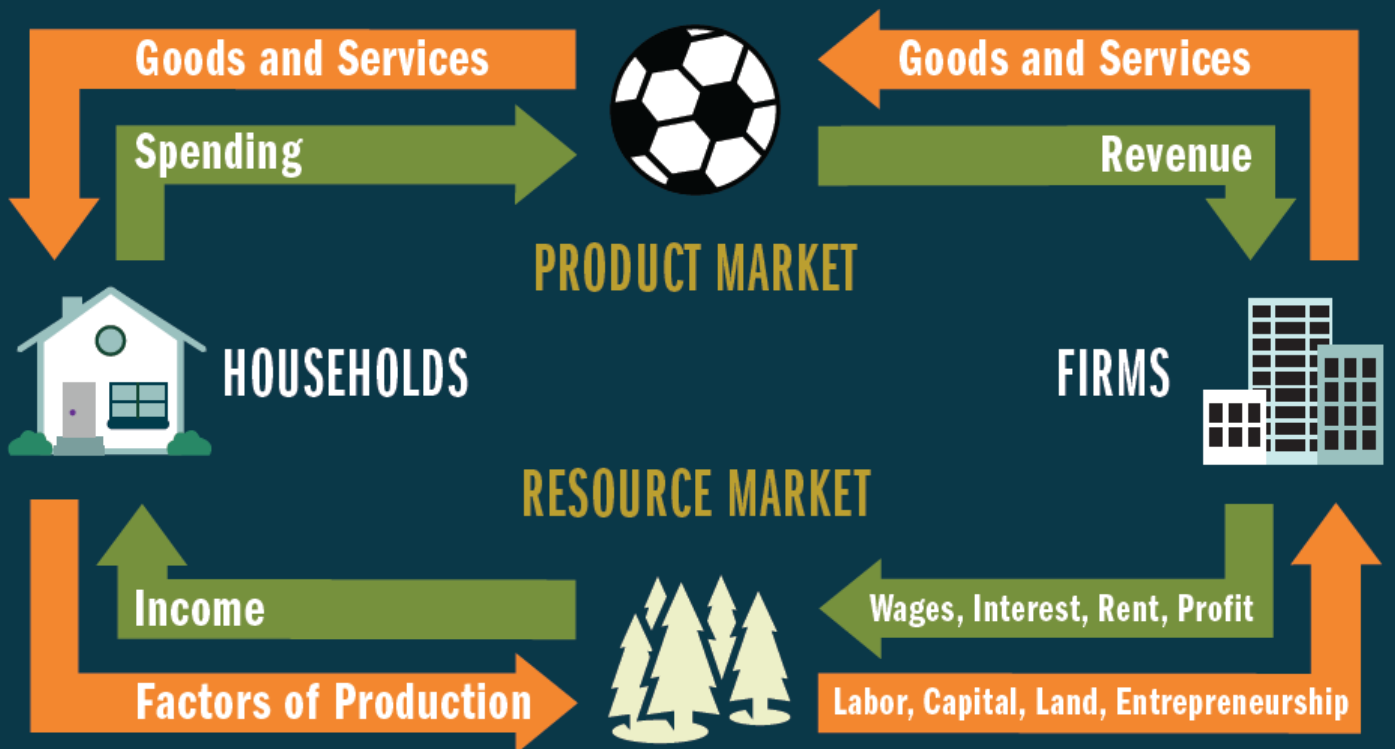 Goods and Services
Goods and Services
Spending
Revenue
PRODUCT MARKET
HOUSEHOLDS
FIRMS
RESOURCE MARKET
Income
Wages, Interest, Rent, Profit
Factors of Production
Labor, Capital, Land, Entrepreneurship